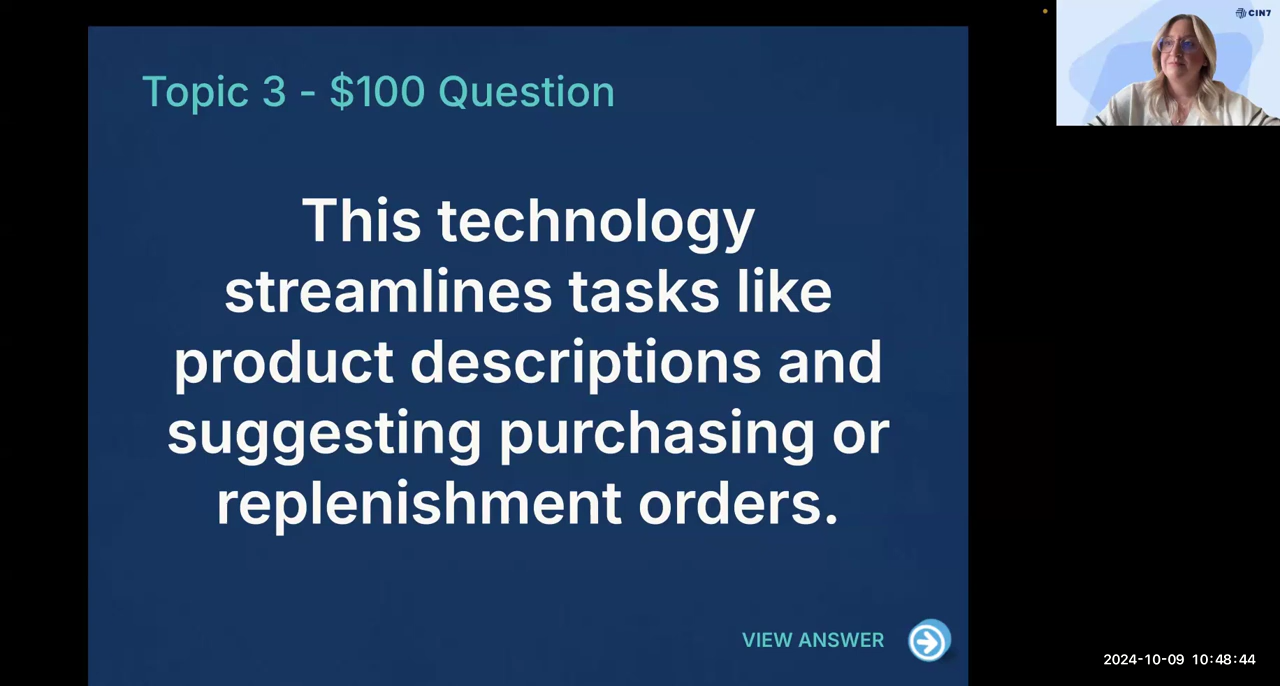 Topic 3 - $100 Question
This technology
streamlines tasks like
product descriptions and
suggesting purchasing or
replenishment orders.
VIEW ANSWER
CIN7
2024-10-09 10:48:44